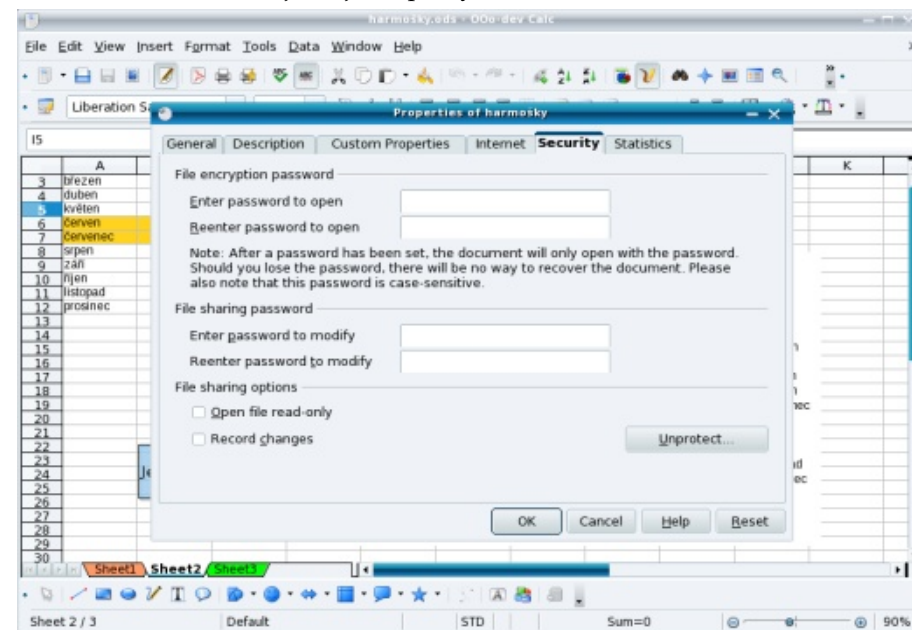 harmosky.ods - OOo-dev Calc
File Edit View Insert Format Tools Data Window Help
Liberation Sa
Properties of harmosky
I5
General Description Custom Properties Internet Security Statistics
A K
File encryption password
3 březen
Enter password to open
4 duben
5 květen
6 červen
Reenter password to open
7 červenec
8 srpen
Note: After a password has been set, the document will only open with the password.
9 září
Should you lose the password, there will be no way to recover the document. Please
10 říjen
also note that this password is case-sensitive.
11 listopad
12 prosinec
File sharing password
13
14
Enter password to modify
15
16
Reenter password to modify
17
18
File sharing options
19
20
Open file read-only
21
22
Record changes
Unprotect...
23
24
25
26
27
OK Cancel Help Reset
28
29
30
Sheet1 Sheet2 Sheet3
Sheet 2 / 3 Default STD Sum=0 90%